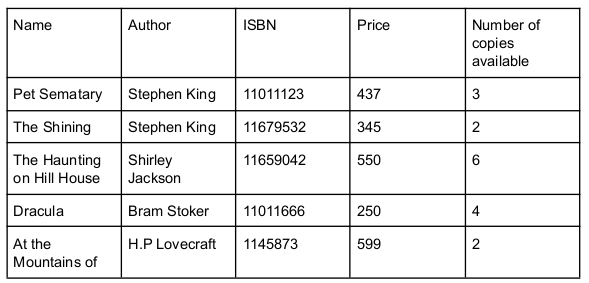 Name Author ISBN Price Number of
copies
available
Pet Sematary Stephen King 11011123 437 3
The Shining Stephen King 11679532 345 2
The Haunting Shirley 11659042 550 6
on Hill House Jackson
Dracula Bram Stoker 11011666 250 4
At the H.P Lovecraft 1145873 599 2
Mountains of